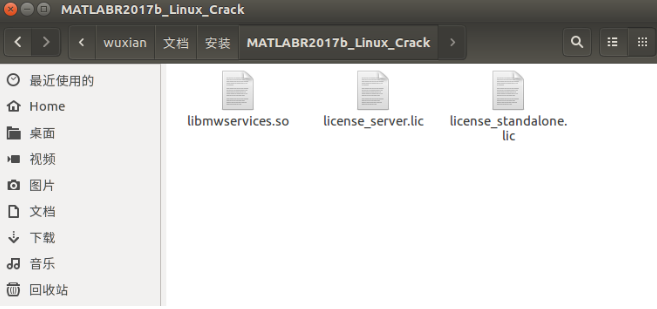 MATLABR2017b_Linux_Crack
wuxian 文档 安装 MATLABR2017b_Linux_Crack
最近使用的
Home
桌面
视频
图片
文档
下载
音乐
回收站
libmwservices.so
license_server.lic
license_standalone.
lic